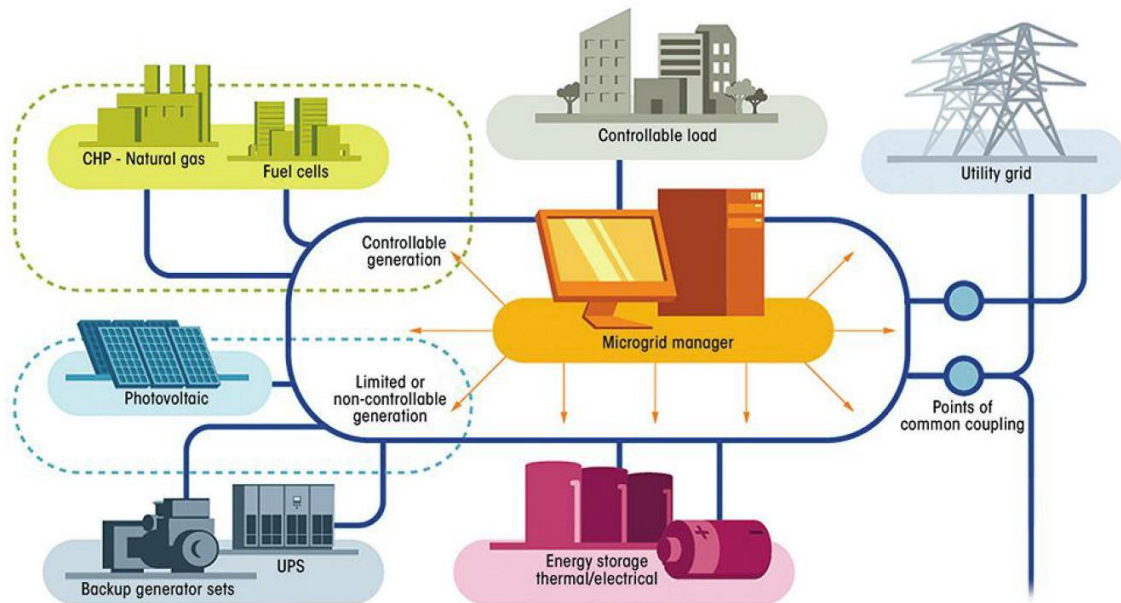 Controllable load
CHP - Natural gas
Fuel cells
Utility grid
Controllable
generation
Microgrid manager
Photovoltaic
Limited or
non-controllable
generation
Points of
common coupling
UPS
Backup generator sets
Energy storage
thermal/electrical
+ –